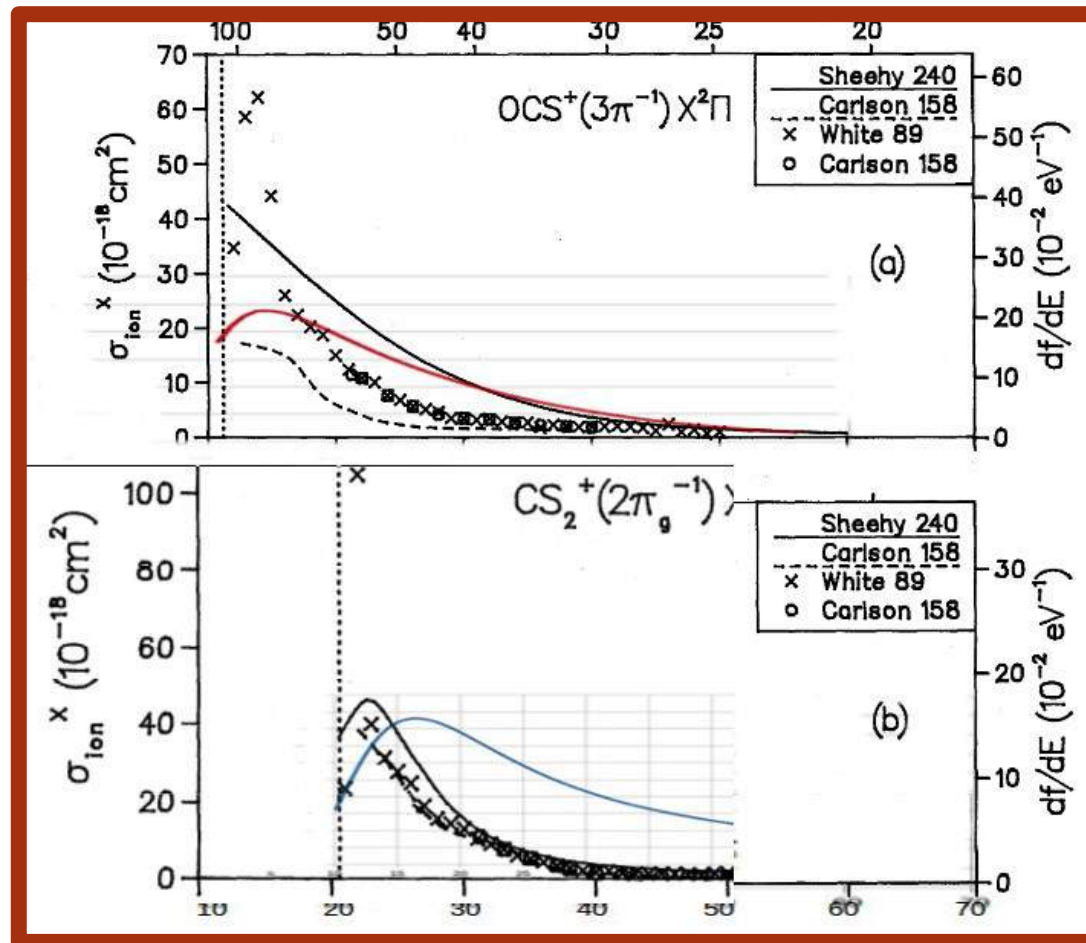 100 50 40 30 25 20
70
60
50
40
30
20
10
0
σion X (10⁻¹⁸cm²)
OCS⁺(3π⁻¹) X²Π
Sheehy 240
Carlson 158
× White 89
o Carlson 158
(a)
60
50
40
30
20
10
0
df/dE (10⁻² eV⁻¹)
100
80
60
40
20
0
σion X (10⁻¹⁸cm²)
CS₂⁺(2πg⁻¹)
Sheehy 240
Carlson 158
× White 89
o Carlson 158
(b)
30
20
10
0
df/dE (10⁻² eV⁻¹)
10 20 30 40 50 60 70